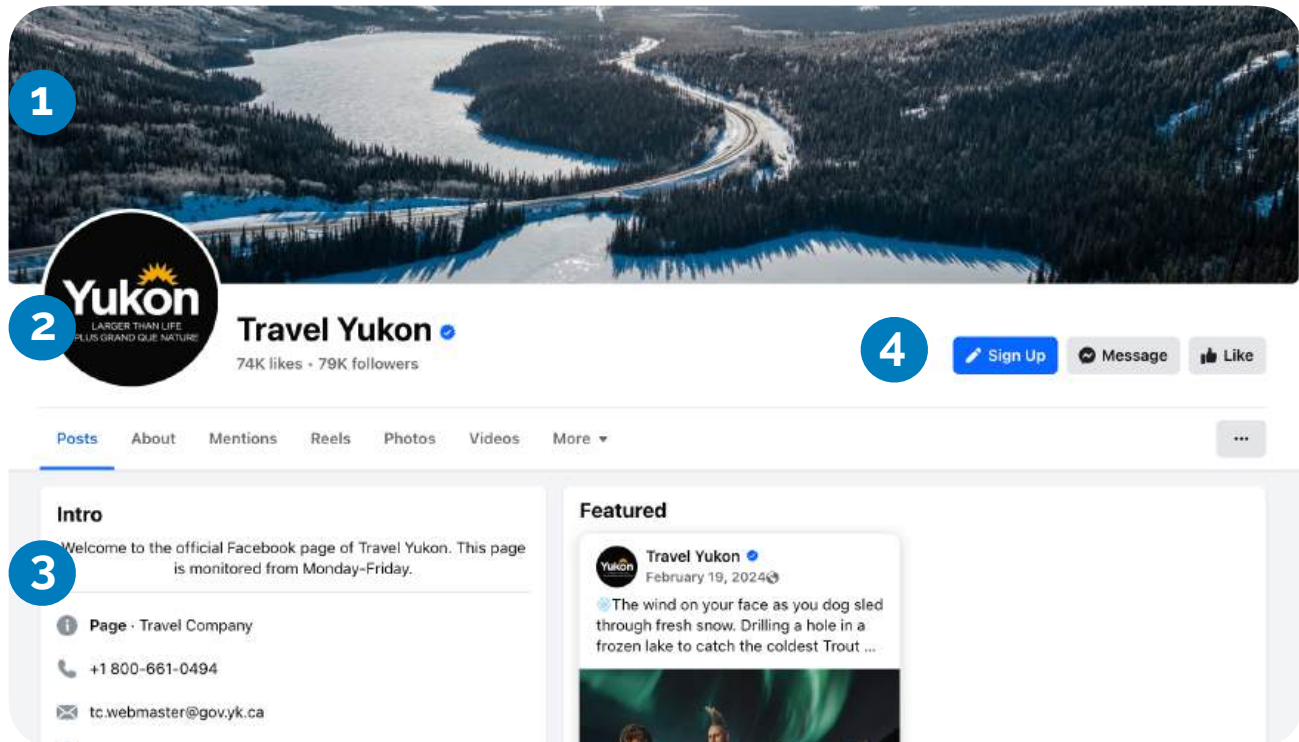 1
Yukon
LARGER THAN LIFE
PLUS GRAND QUE NATURE
2
Travel Yukon
74K likes · 79K followers
4
Sign Up
Message
Like
Posts About Mentions Reels Photos Videos More
...
Intro
Welcome to the official Facebook page of Travel Yukon. This page
is monitored from Monday-Friday.
3
Page · Travel Company
+1 800-661-0494
tc.webmaster@gov.yk.ca
Featured
Yukon
Travel Yukon
February 19, 2024
The wind on your face as you dog sled
through fresh snow. Drilling a hole in a
frozen lake to catch the coldest Trout ...